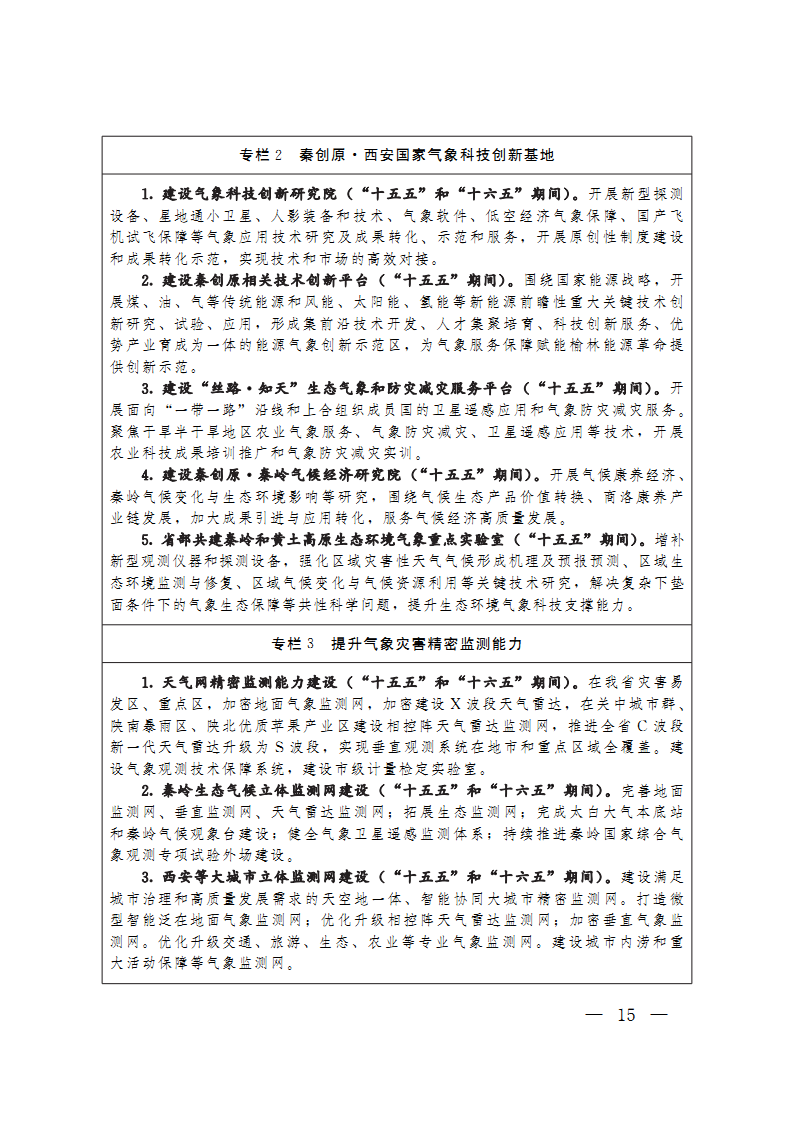 专栏 2　秦创原·西安国家气象科技创新基地
1. 建设气象科技创新研究院（“十五五”和“十六五”期间）。开展新型探测
设备、星地通小卫星、人影装备和技术、气象软件、低空经济气象保障、国产飞
机试飞保障等气象应用技术研究及成果转化、示范和服务，开展原创性制度建设
和成果转化示范，实现技术和市场的高效对接。
2. 建设秦创原相关技术创新平台（“十五五”期间）。围绕国家能源战略，开
展煤、油、气等传统能源和风能、太阳能、氢能等新能源前瞻性重大关键技术创
新研究、试验、应用，形成集前沿技术开发、人才集聚培育、科技创新服务、优
势产业育成为一体的能源气象创新示范区，为气象服务保障赋能榆林能源革命提
供创新示范。
3. 建设“丝路·知天”生态气象和防灾减灾服务平台（“十五五”期间）。开
展面向“一带一路”沿线和上合组织成员国的卫星遥感应用和气象防灾减灾服务。
聚焦干旱半干旱地区农业气象服务、气象防灾减灾、卫星遥感应用等技术，开展
农业科技成果培训推广和气象防灾减灾实训。
4. 建设秦创原·秦岭气候经济研究院（“十五五”期间）。开展气候康养经济、
秦岭气候变化与生态环境影响等研究，围绕气候生态产品价值转换、商洛康养产
业链发展，加大成果引进与应用转化，服务气候经济高质量发展。
5. 省部共建秦岭和黄土高原生态环境气象重点实验室（“十五五”期间）。增补
新型观测仪器和探测设备，强化区域灾害性天气气候形成机理及预报预测、区域生
态环境监测与修复、区域气候变化与气候资源利用等关键技术研究，解决复杂下垫
面条件下的气象生态保障等共性科学问题，提升生态环境气象科技支撑能力。
专栏 3　提升气象灾害精密监测能力
1. 天气网精密监测能力建设（“十五五”和“十六五”期间）。在我省灾害易
发区、重点区，加密地面气象监测网，加密建设 X 波段天气雷达，在关中城市群、
陕南暴雨区、陕北优质苹果产业区建设相控阵天气雷达监测网，推进全省 C 波段
新一代天气雷达升级为 S 波段，实现垂直观测系统在地市和重点区域全覆盖。建
设气象观测技术保障系统，建设市级计量检定实验室。
2. 秦岭生态气候立体监测网建设（“十五五”和“十六五”期间）。完善地面
监测网、垂直监测网、天气雷达监测网；拓展生态监测网；完成太白大气本底站
和秦岭气候观象台建设；健全气象卫星遥感监测体系；持续推进秦岭国家综合气
象观测专项试验外场建设。
3. 西安等大城市立体监测网建设（“十五五”和“十六五”期间）。建设满足
城市治理和高质量发展需求的天空地一体、智能协同大城市精密监测网。打造微
型智能泛在地面气象监测网；优化升级相控阵天气雷达监测网；加密垂直气象监
测网。优化升级交通、旅游、生态、农业等专业气象监测网。建设城市内涝和重
大活动保障等气象监测网。
— 15 —